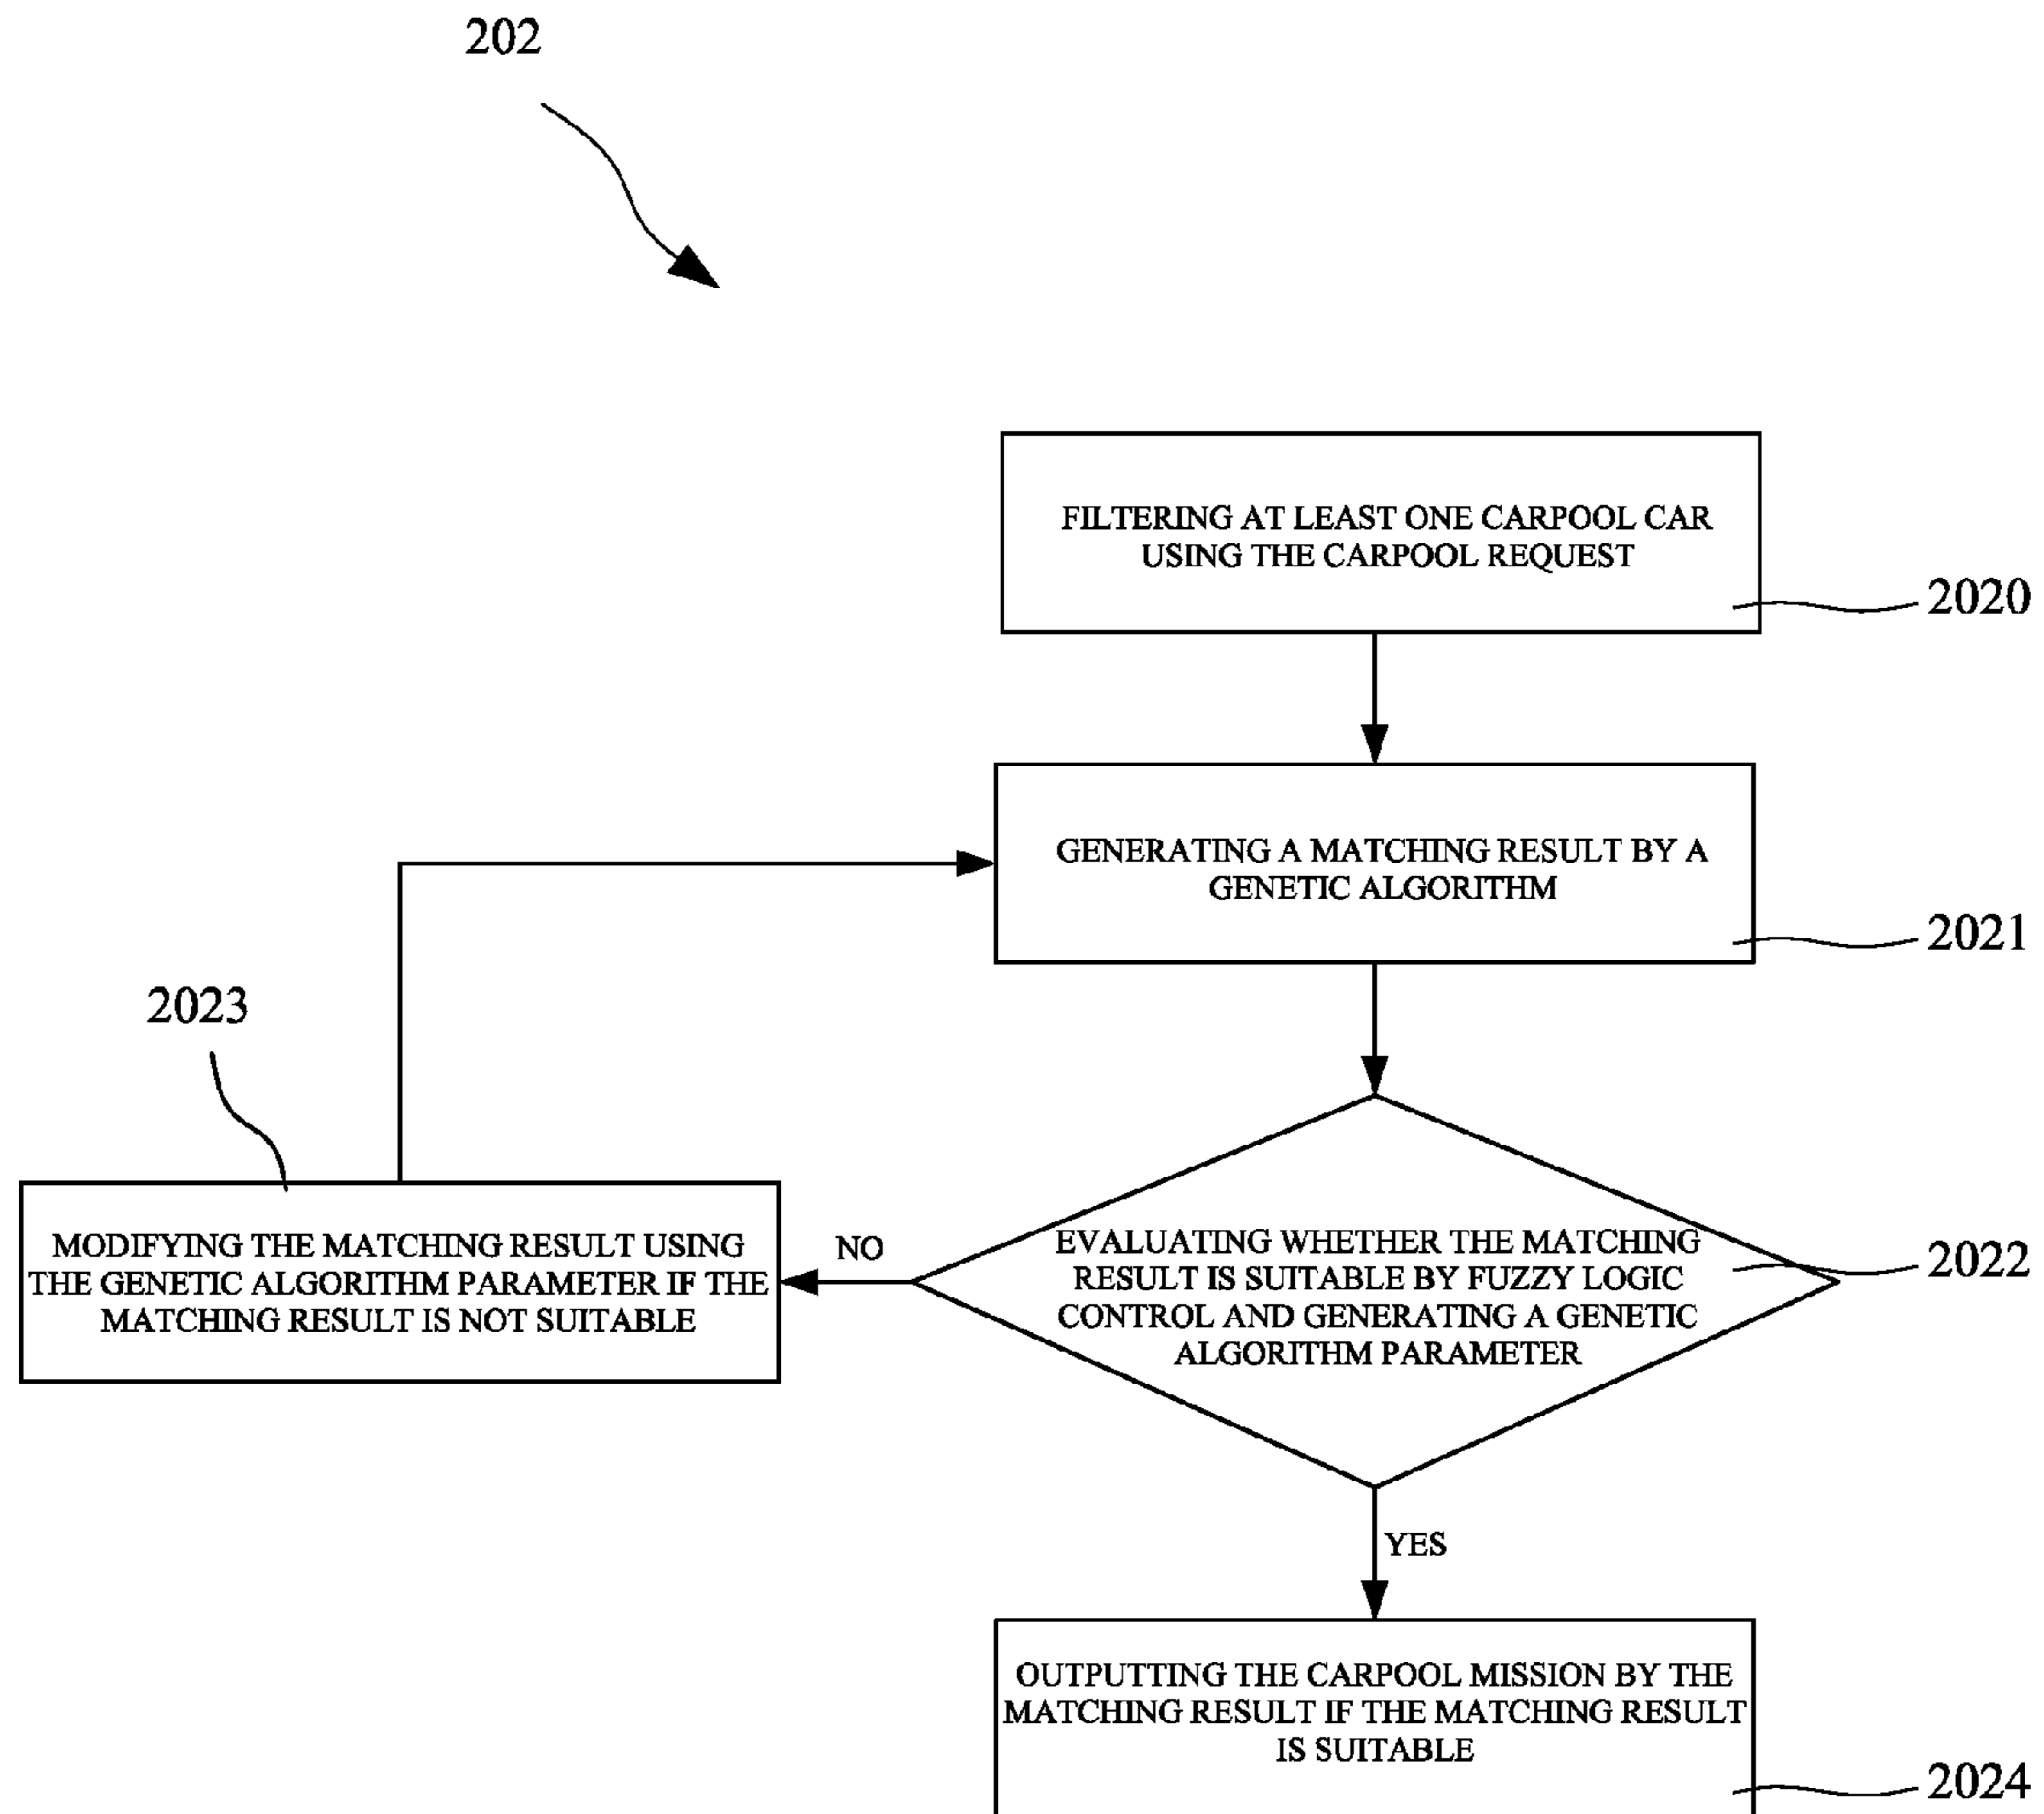 202
FILTERING AT LEAST ONE CARPOOL CAR
USING THE CARPOOL REQUEST
2020
GENERATING A MATCHING RESULT BY A
GENETIC ALGORITHM
2021
2023
MODIFYING THE MATCHING RESULT USING
THE GENETIC ALGORITHM PARAMETER IF THE
MATCHING RESULT IS NOT SUITABLE
NO
EVALUATING WHETHER THE MATCHING
RESULT IS SUITABLE BY FUZZY LOGIC
CONTROL AND GENERATING A GENETIC
ALGORITHM PARAMETER
2022
YES
OUTPUTTING THE CARPOOL MISSION BY THE
MATCHING RESULT IF THE MATCHING RESULT
IS SUITABLE
2024